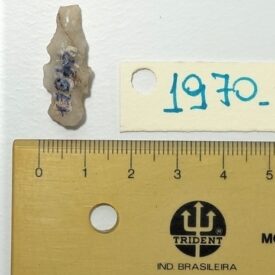 1970-
0 1 2 3 4 5
TRIDENT
IND. BRASILEIRA